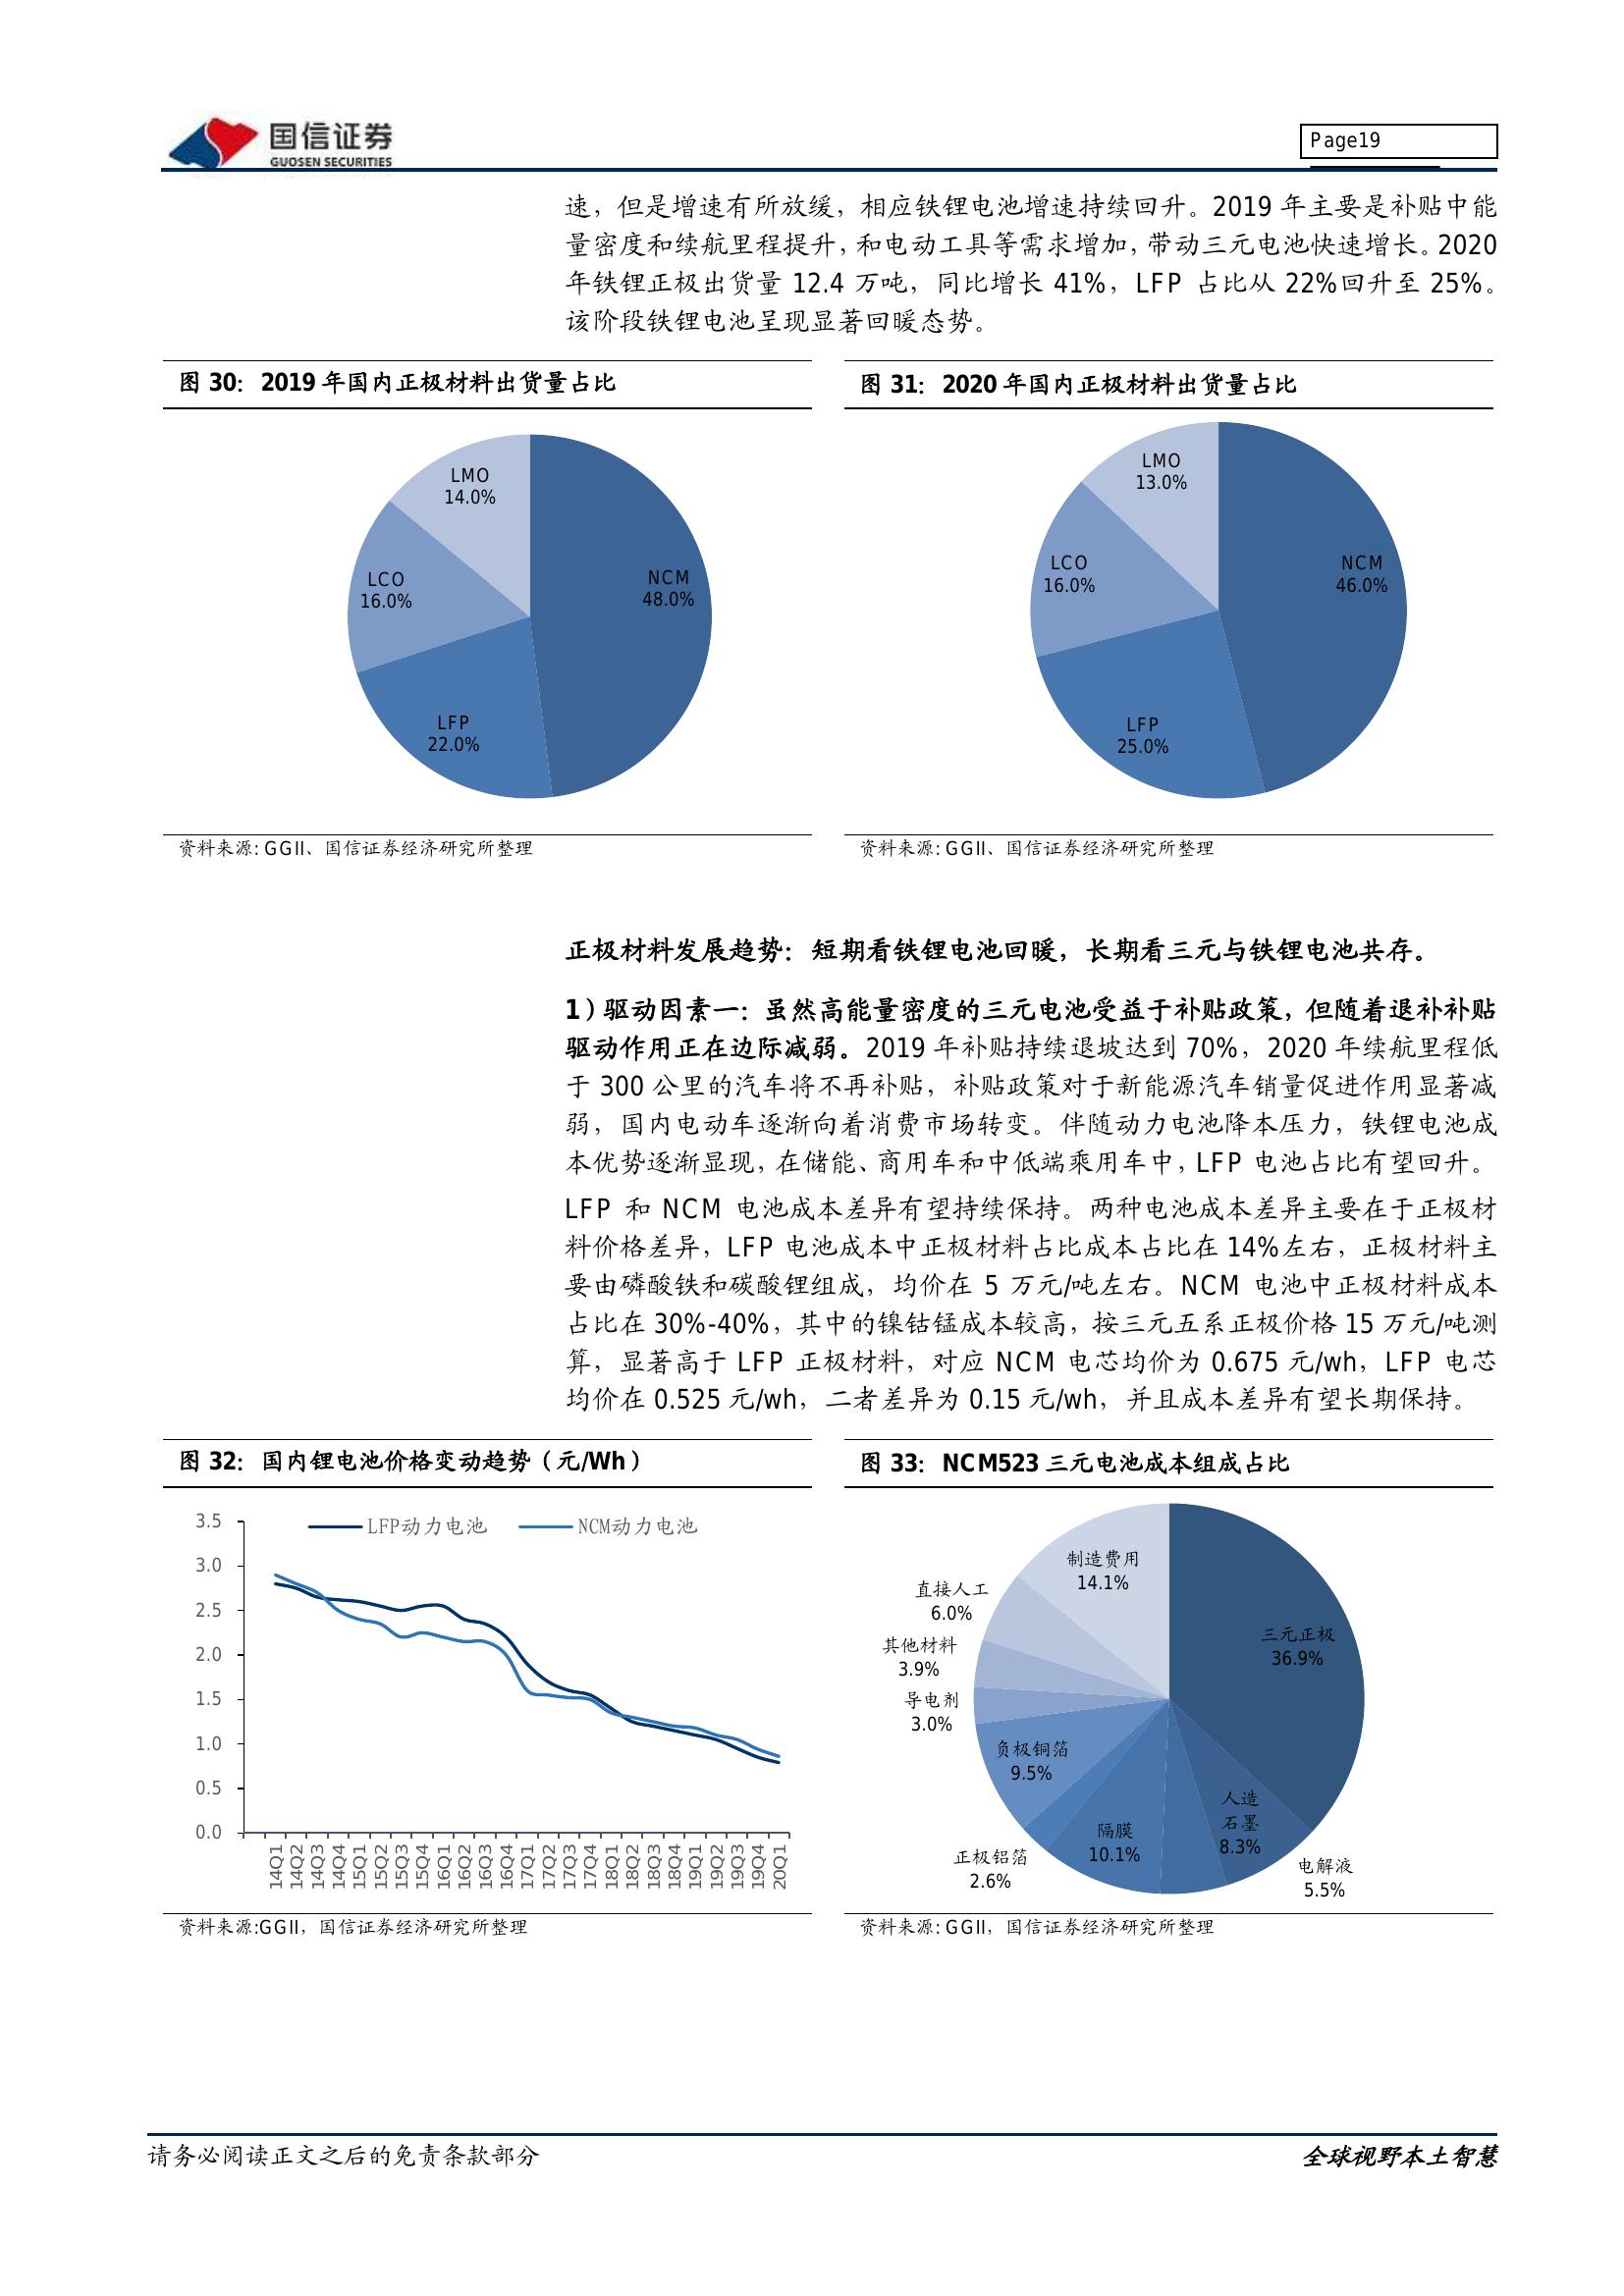 国信证券
GUOSEN SECURITIES
Page19
速，但是增速有所放缓，相应铁锂电池增速持续回升。2019 年主要是补贴中能
量密度和续航里程提升，和电动工具等需求增加，带动三元电池快速增长。2020
年铁锂正极出货量 12.4 万吨，同比增长 41%，LFP 占比从 22%回升至 25%。
该阶段铁锂电池呈现显著回暖态势。
图 30：2019 年国内正极材料出货量占比
LMO
14.0%
LCO
16.0%
NCM
48.0%
LFP
22.0%
资料来源: GGII、国信证券经济研究所整理
图 31：2020 年国内正极材料出货量占比
LMO
13.0%
LCO
16.0%
NCM
46.0%
LFP
25.0%
资料来源: GGII、国信证券经济研究所整理
正极材料发展趋势：短期看铁锂电池回暖，长期看三元与铁锂电池共存。
1）驱动因素一：虽然高能量密度的三元电池受益于补贴政策，但随着退补补贴
驱动作用正在边际减弱。2019 年补贴持续退坡达到 70%，2020 年续航里程低
于 300 公里的汽车将不再补贴，补贴政策对于新能源汽车销量促进作用显著减
弱，国内电动车逐渐向着消费市场转变。伴随动力电池降本压力，铁锂电池成
本优势逐渐显现，在储能、商用车和中低端乘用车中，LFP 电池占比有望回升。
LFP 和 NCM 电池成本差异有望持续保持。两种电池成本差异主要在于正极材
料价格差异，LFP 电池成本中正极材料占比成本占比在 14%左右，正极材料主
要由磷酸铁和碳酸锂组成，均价在 5 万元/吨左右。NCM 电池中正极材料成本
占比在 30%-40%，其中的镍钴锰成本较高，按三元五系正极价格 15 万元/吨测
算，显著高于 LFP 正极材料，对应 NCM 电芯均价为 0.675 元/wh，LFP 电芯
均价在 0.525 元/wh，二者差异为 0.15 元/wh，并且成本差异有望长期保持。
图 32：国内锂电池价格变动趋势（元/Wh）
LFP动力电池 NCM动力电池
3.5
3.0
2.5
2.0
1.5
1.0
0.5
0.0
14Q1 14Q2 14Q3 14Q4 15Q1 15Q2 15Q3 15Q4 16Q1 16Q2 16Q3 16Q4 17Q1 17Q2 17Q3 17Q4 18Q1 18Q2 18Q3 18Q4 19Q1 19Q2 19Q3 19Q4 20Q1
资料来源:GGII，国信证券经济研究所整理
图 33：NCM523 三元电池成本组成占比
制造费用
14.1%
直接人工
6.0%
其他材料
3.9%
导电剂
3.0%
负极铜箔
9.5%
正极铝箔
2.6%
隔膜
10.1%
三元正极
36.9%
人造
石墨
8.3%
电解液
5.5%
资料来源: GGII，国信证券经济研究所整理
请务必阅读正文之后的免责条款部分
全球视野本土智慧